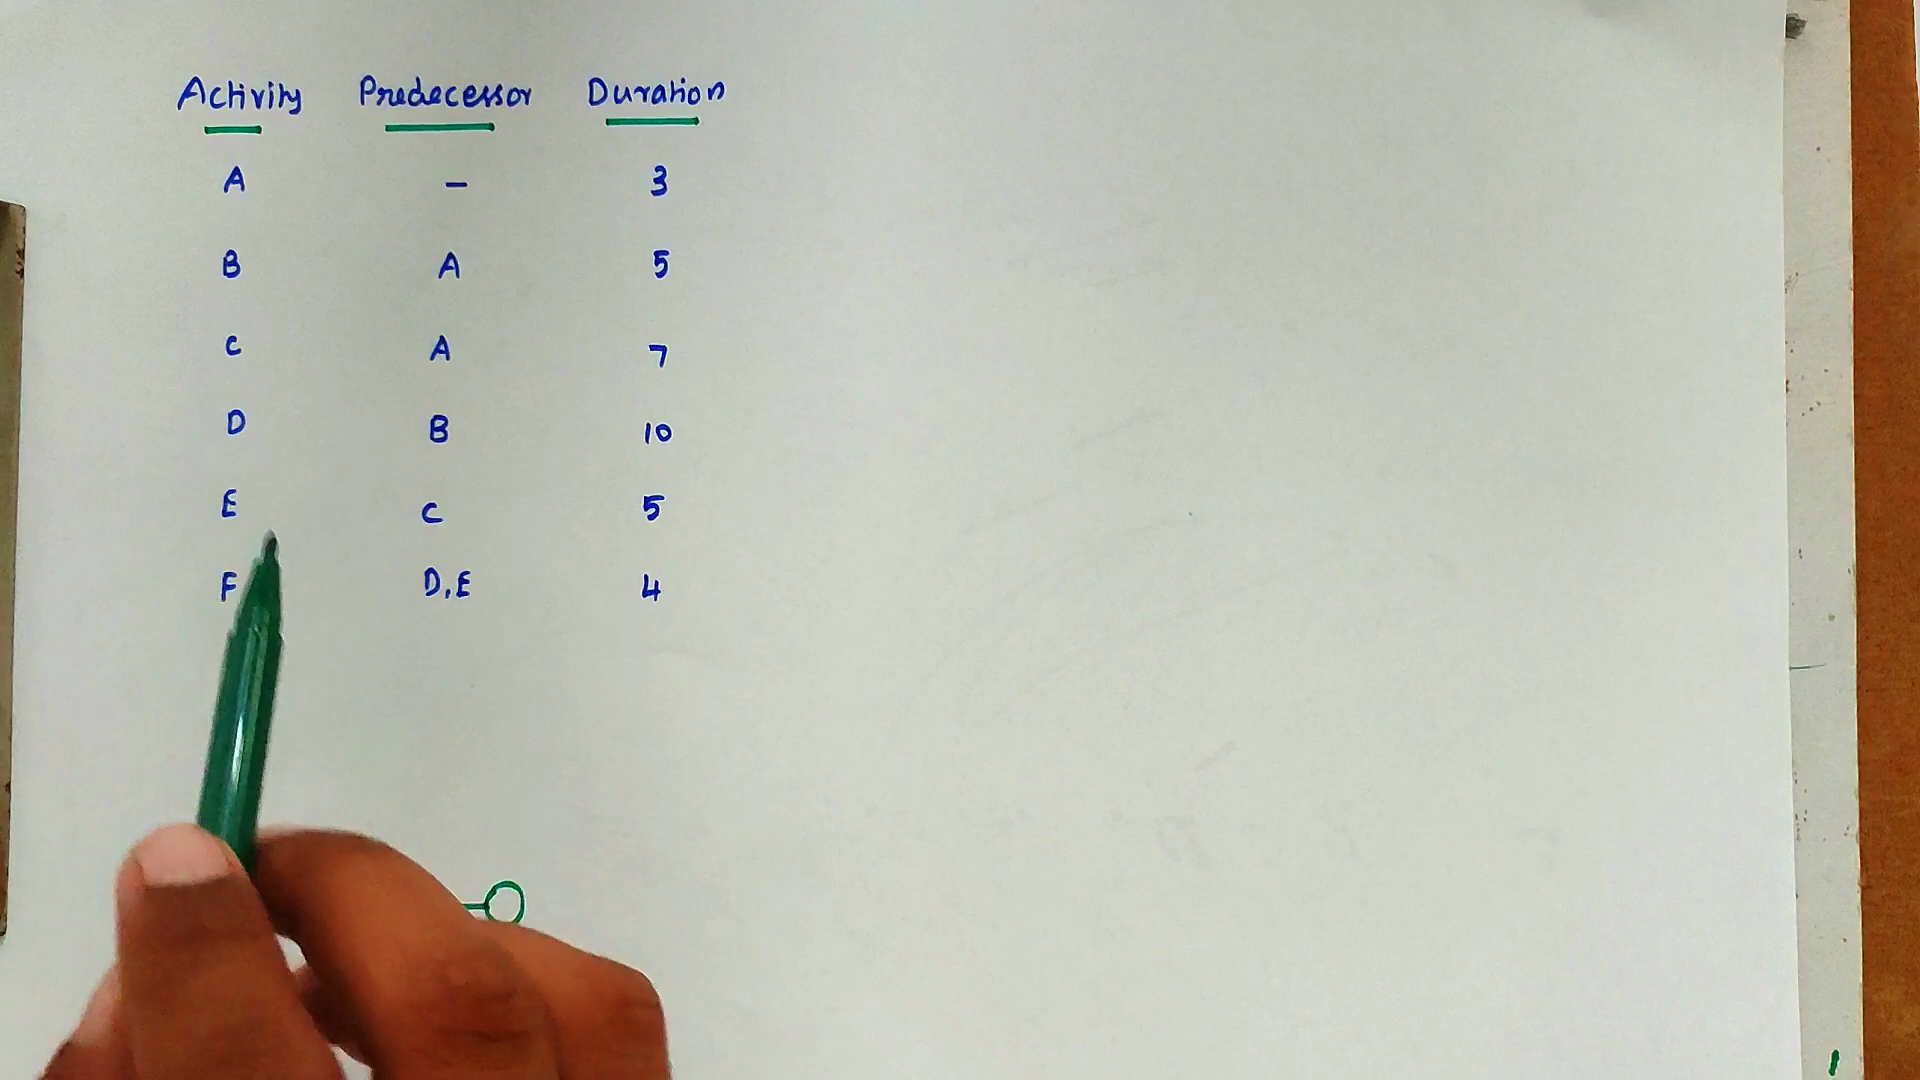 Activity Predecessor Duration
A - 3
B A 5
C A 7
D B 10
E C 5
F D,E 4